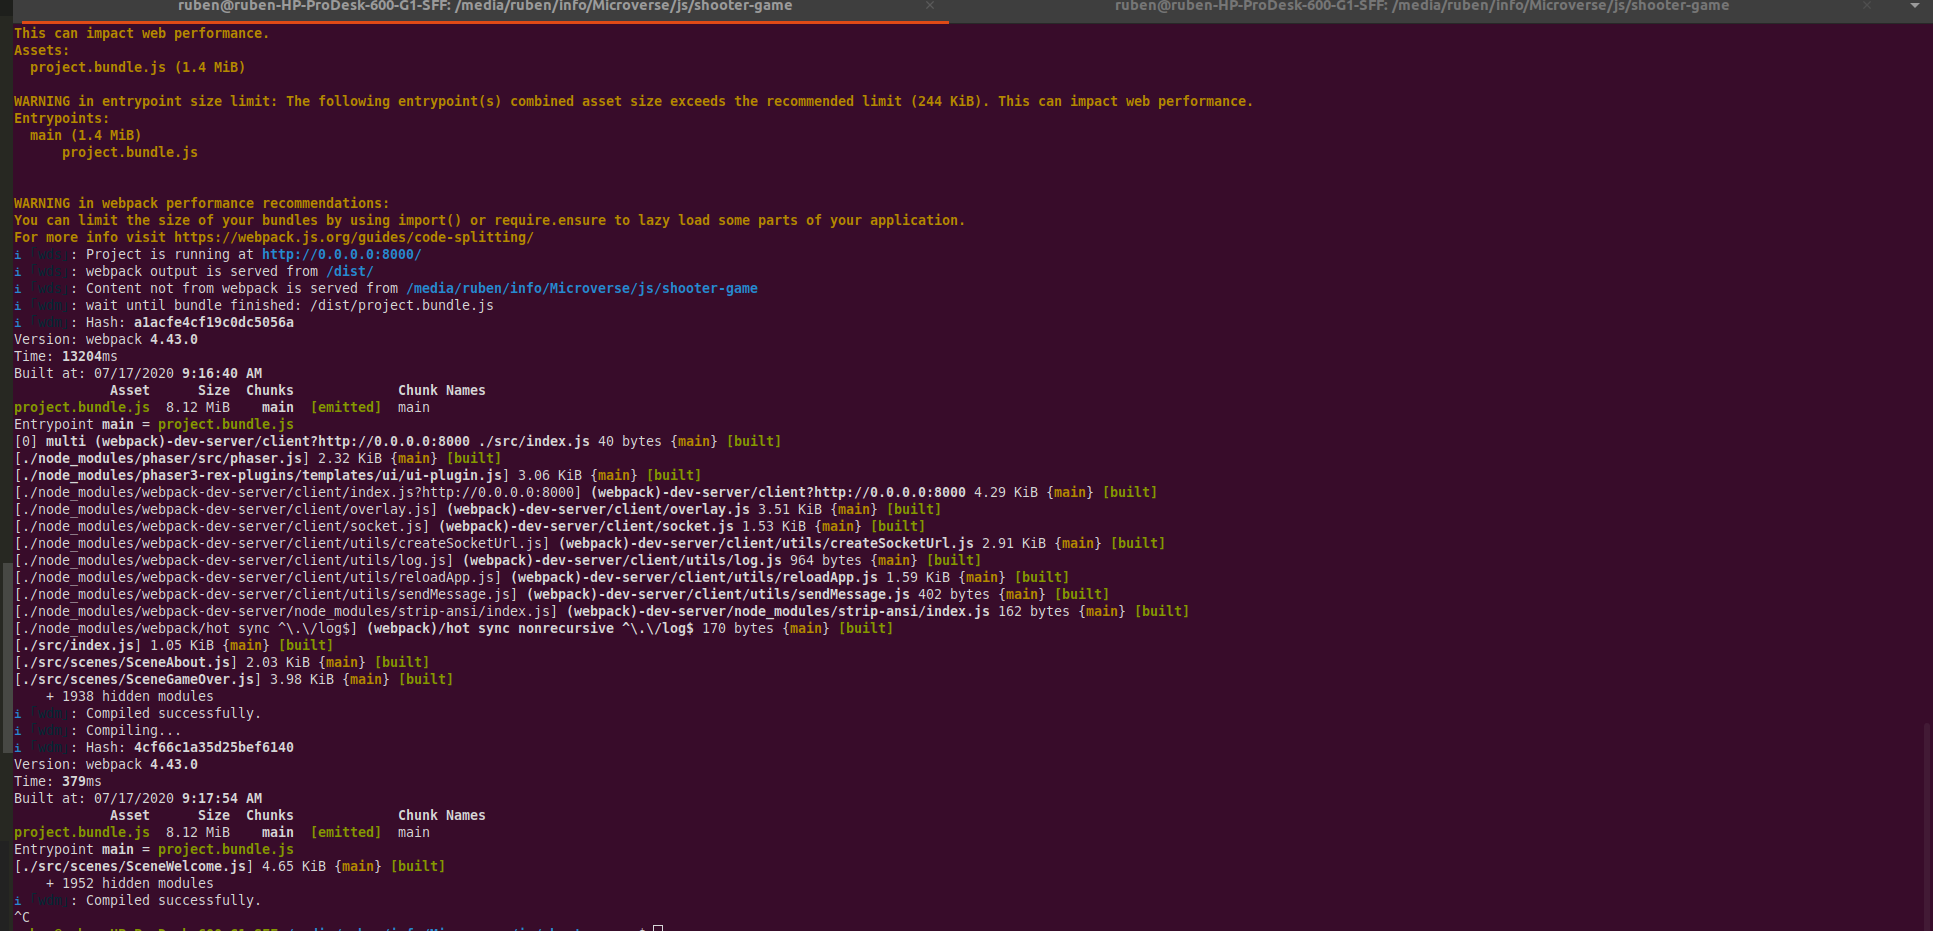 ruben@ruben-HP-ProDesk-600-G1-SFF: /media/ruben/info/Microverse/js/shooter-game × ruben@ruben-HP-ProDesk-600-G1-SFF: /media/ruben/info/Microverse/js/shooter-game ×
This can impact web performance.
Assets:
project.bundle.js (1.4 MiB)
WARNING in entrypoint size limit: The following entrypoint(s) combined asset size exceeds the recommended limit (244 KiB). This can impact web performance.
Entrypoints:
main (1.4 MiB)
project.bundle.js
WARNING in webpack performance recommendations:
You can limit the size of your bundles by using import() or require.ensure to lazy load some parts of your application.
For more info visit https://webpack.js.org/guides/code-splitting/
i : Project is running at http://0.0.0.0:8000/
i : webpack output is served from /dist/
i : Content not from webpack is served from /media/ruben/info/Microverse/js/shooter-game
i : wait until bundle finished: /dist/project.bundle.js
i : Hash: a1acfe4cf19c0dc5056a
Version: webpack 4.43.0
Time: 13204ms
Built at: 07/17/2020 9:16:40 AM
Asset Size Chunks Chunk Names
project.bundle.js 8.12 MiB main [emitted] main
Entrypoint main = project.bundle.js
[0] multi (webpack)-dev-server/client?http://0.0.0.0:8000 ./src/index.js 40 bytes {main} [built]
[./node_modules/phaser/src/phaser.js] 2.32 KiB {main} [built]
[./node_modules/phaser3-rex-plugins/templates/ui/ui-plugin.js] 3.06 KiB {main} [built]
[./node_modules/webpack-dev-server/client/index.js?http://0.0.0.0:8000] (webpack)-dev-server/client?http://0.0.0.0:8000 4.29 KiB {main} [built]
[./node_modules/webpack-dev-server/client/overlay.js] (webpack)-dev-server/client/overlay.js 3.51 KiB {main} [built]
[./node_modules/webpack-dev-server/client/socket.js] (webpack)-dev-server/client/socket.js 1.53 KiB {main} [built]
[./node_modules/webpack-dev-server/client/utils/createSocketUrl.js] (webpack)-dev-server/client/utils/createSocketUrl.js 2.91 KiB {main} [built]
[./node_modules/webpack-dev-server/client/utils/log.js] (webpack)-dev-server/client/utils/log.js 964 bytes {main} [built]
[./node_modules/webpack-dev-server/client/utils/reloadApp.js] (webpack)-dev-server/client/utils/reloadApp.js 1.59 KiB {main} [built]
[./node_modules/webpack-dev-server/client/utils/sendMessage.js] (webpack)-dev-server/client/utils/sendMessage.js 402 bytes {main} [built]
[./node_modules/webpack-dev-server/node_modules/strip-ansi/index.js] (webpack)-dev-server/node_modules/strip-ansi/index.js 162 bytes {main} [built]
[./node_modules/webpack/hot sync ^\.\/log$] (webpack)/hot sync nonrecursive ^\.\/log$ 170 bytes {main} [built]
[./src/index.js] 1.05 KiB {main} [built]
[./src/scenes/SceneAbout.js] 2.03 KiB {main} [built]
[./src/scenes/SceneGameOver.js] 3.98 KiB {main} [built]
+ 1938 hidden modules
i : Compiled successfully.
i : Compiling...
i : Hash: 4cf66c1a35d25bef6140
Version: webpack 4.43.0
Time: 379ms
Built at: 07/17/2020 9:17:54 AM
Asset Size Chunks Chunk Names
project.bundle.js 8.12 MiB main [emitted] main
Entrypoint main = project.bundle.js
[./src/scenes/SceneWelcome.js] 4.65 KiB {main} [built]
+ 1952 hidden modules
i : Compiled successfully.
^C